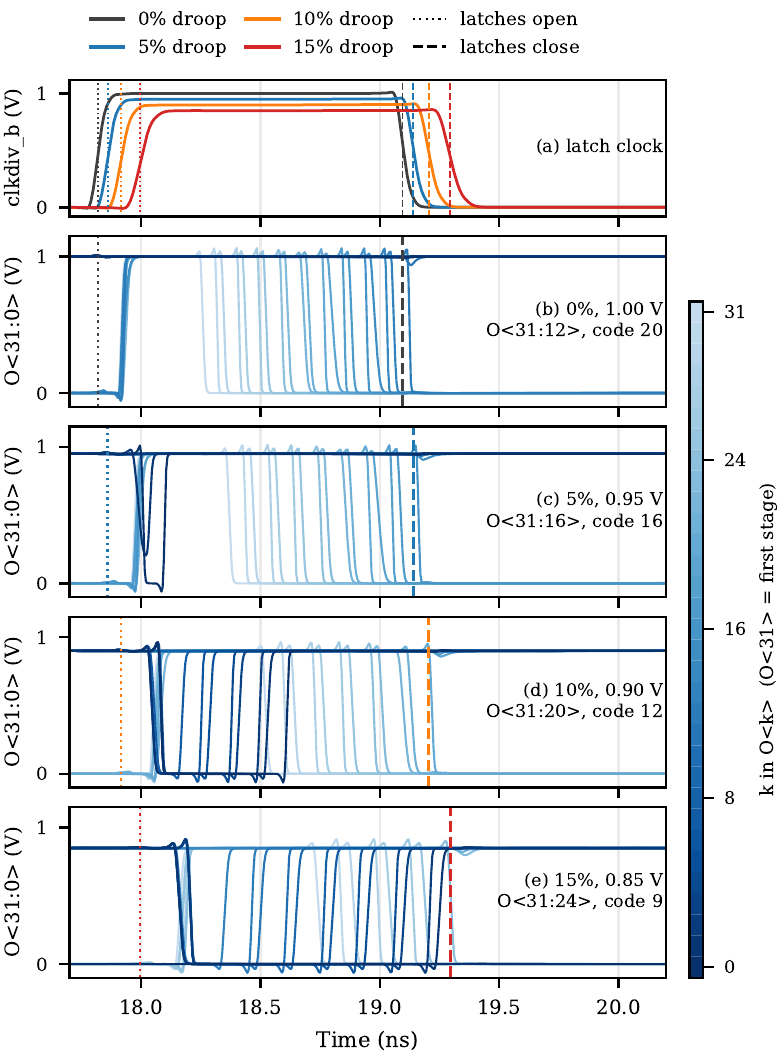 0% droop 10% droop latches open
5% droop 15% droop latches close
clkdiv_b (V)
1
0
(a) latch clock
O<31:0> (V)
1
0
(b) 0%, 1.00 V
O<31:12>, code 20
O<31:0> (V)
1
0
(c) 5%, 0.95 V
O<31:16>, code 16
O<31:0> (V)
1
0
(d) 10%, 0.90 V
O<31:20>, code 12
O<31:0> (V)
1
0
(e) 15%, 0.85 V
O<31:24>, code 9
18.0 18.5 19.0 19.5 20.0
Time (ns)
31
24
16
8
0
k in O<k> (O<31> = first stage)